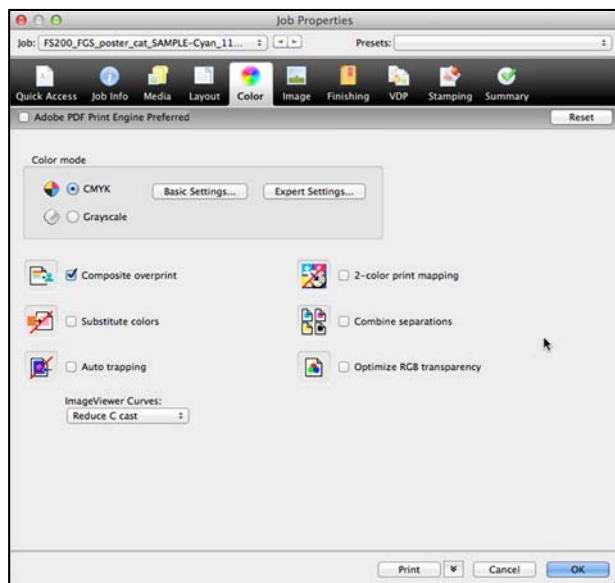 Job Properties
Job: FS200_FGS_poster_cat_SAMPLE-Cyan_11... Presets:
Quick Access Job Info Media Layout Color Image Finishing VDP Stamping Summary
Adobe PDF Print Engine Preferred Reset
Color mode
CMYK Basic Settings... Expert Settings...
Grayscale
Composite overprint 2-color print mapping
Substitute colors Combine separations
Auto trapping Optimize RGB transparency
ImageViewer Curves:
Reduce C cast
Print Cancel OK